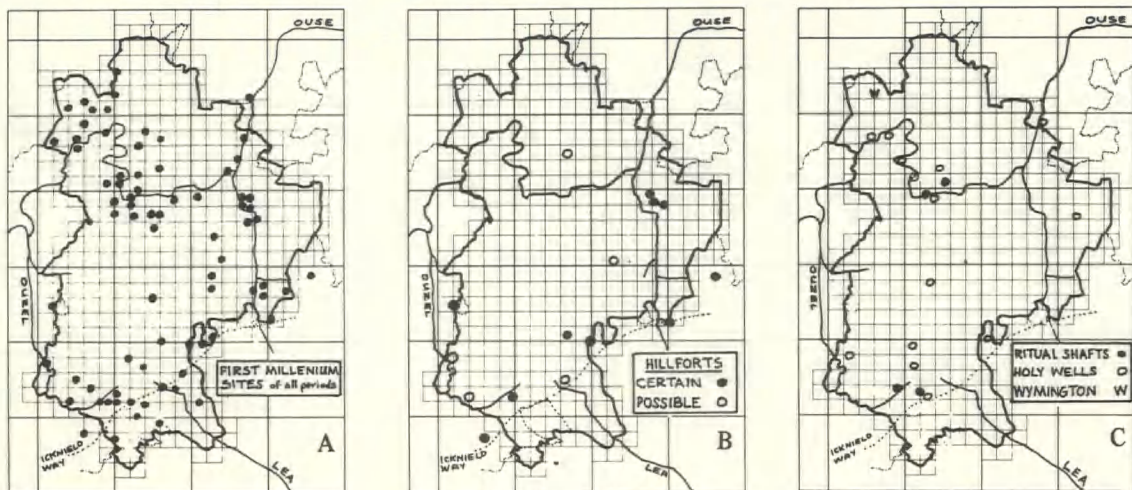 OUSE
OUZEL
FIRST MILLENIUM
SITES of all periods
A
ICKNIELD
WAY
LEA
OUSE
OUZEL
HILLFORTS
CERTAIN
POSSIBLE
B
ICKNIELD
WAY
LEA
OUSE
OUZEL
RITUAL SHAFTS
HOLY WELLS
WYMINGTON W
W
C
ICKNIELD
WAY
LEA